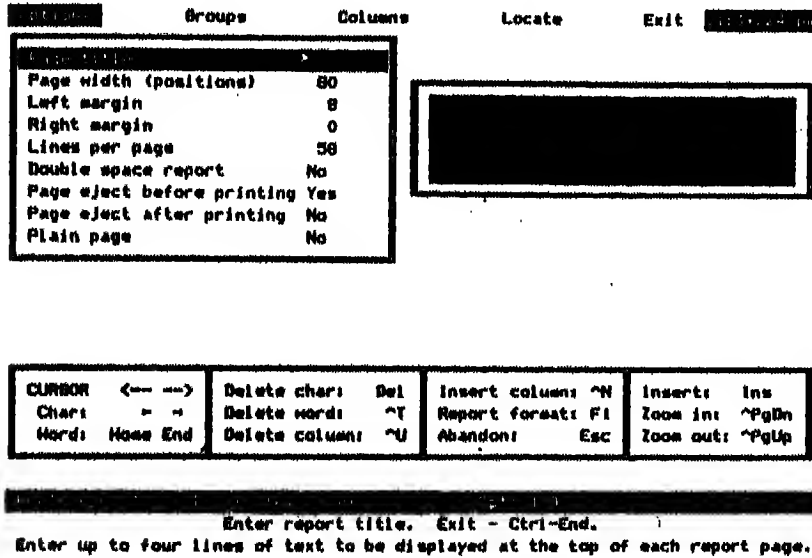 Groups Columns Locate Exit
Page width (positions) 80
Left margin 8
Right margin 0
Lines per page 58
Double space report No
Page eject before printing Yes
Page eject after printing No
Plain page No
CURSOR <-- --> Delete char: Del Insert column: ^N Insert: Ins
Char: Delete word: ^T Report format: F1 Zoom in: ^PgDn
Word: Home End Delete column: ^U Abandon: Esc Zoom out: ^PgUp
Enter report title. Exit - Ctrl-End.
Enter up to four lines of text to be displayed at the top of each report page.